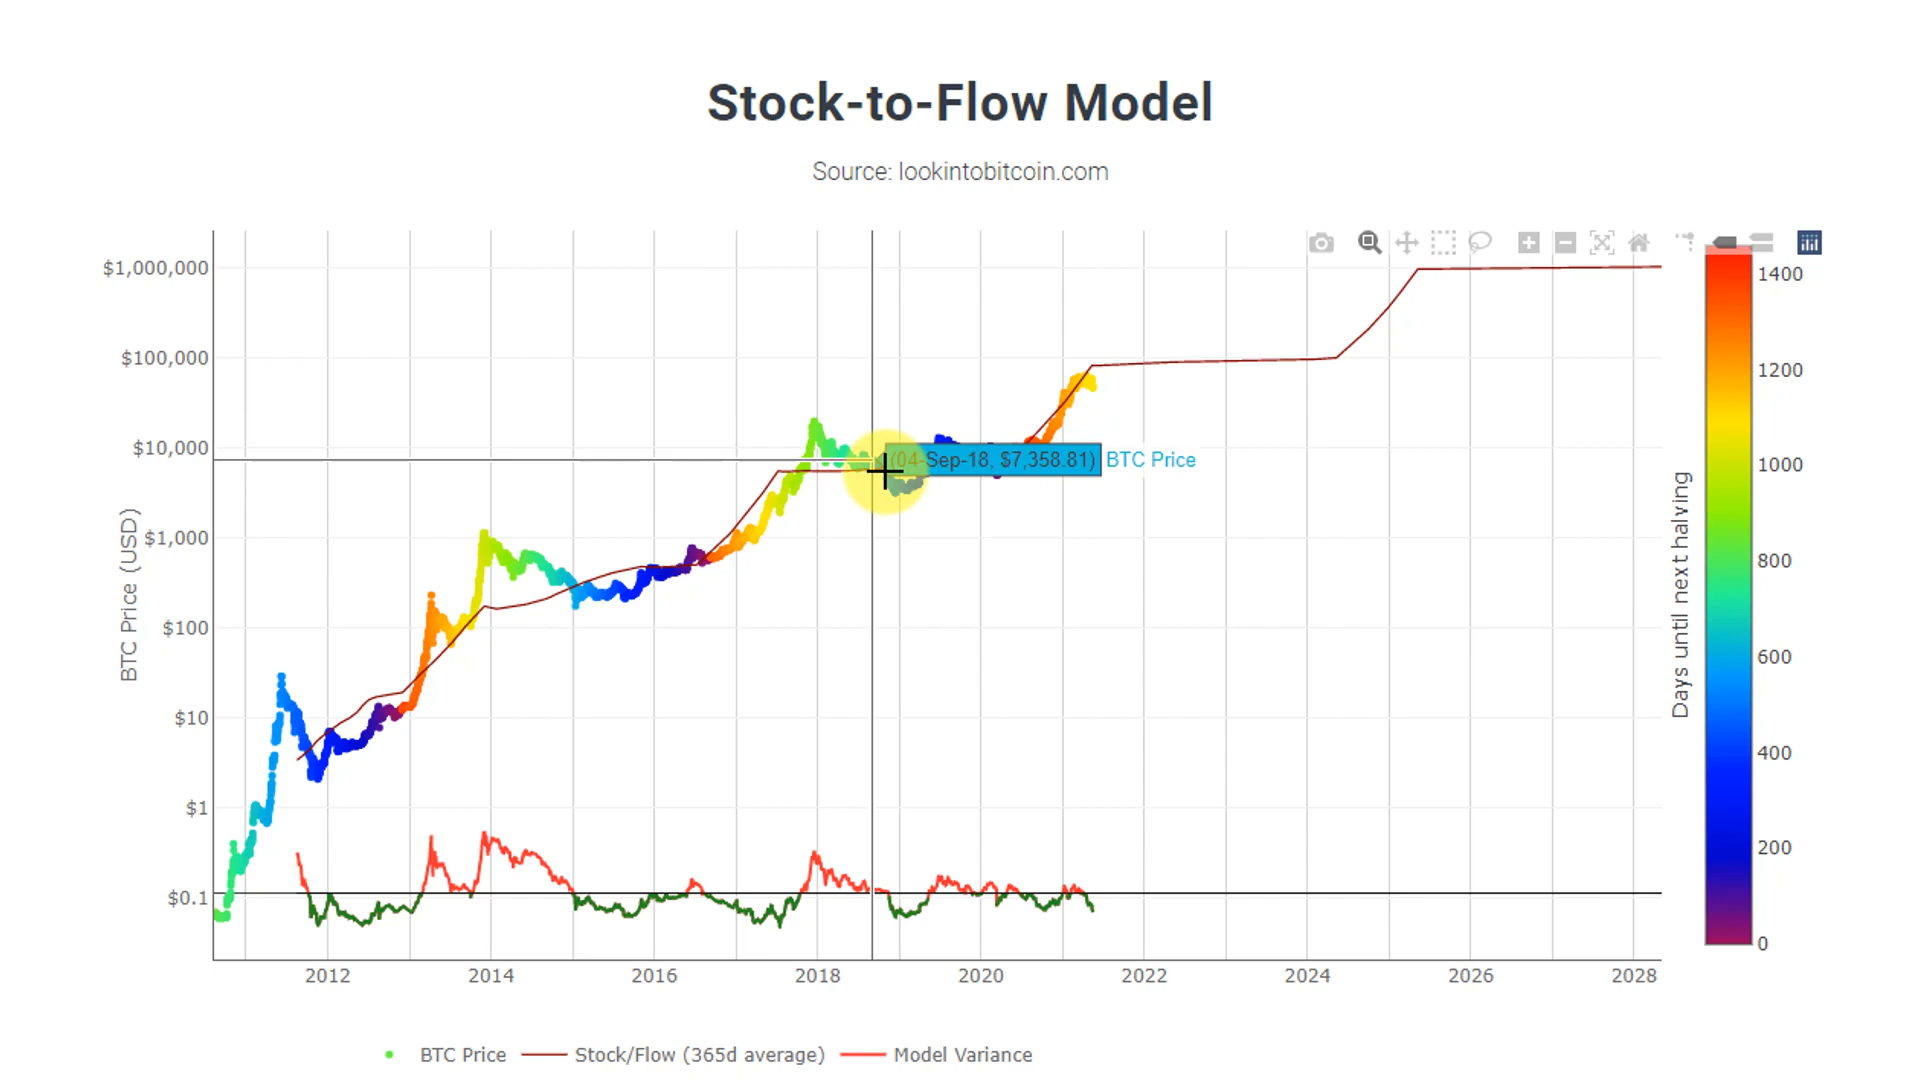 Stock-to-Flow Model
Source: lookintobitcoin.com
$1,000,000
$100,000
$10,000
$1,000
$100
$10
$1
$0.1
BTC Price (USD)
(04-Sep-18, $7,358.81) BTC Price
2012 2014 2016 2018 2020 2022 2024 2026 2028
Days until next halving
1400
1200
1000
800
600
400
200
0
BTC Price Stock/Flow (365d average) Model Variance